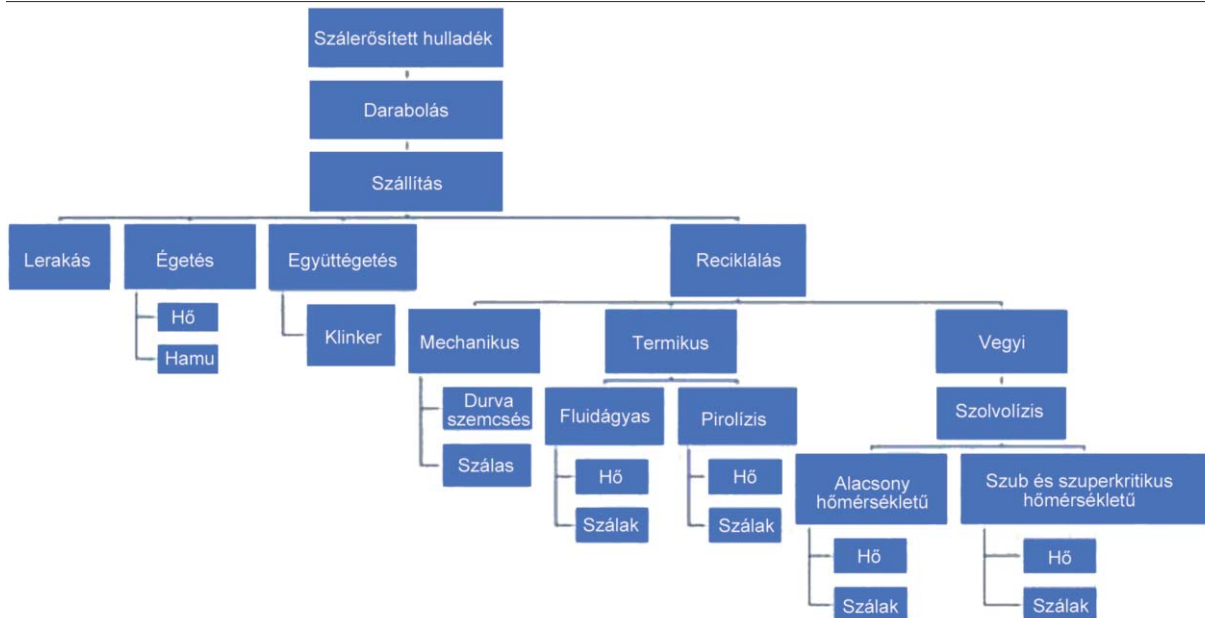 Szálerősített hulladék
Darabolás
Szállítás
Lerakás
Égetés
Együttégetés
Reciklálás
Hő
Hamu
Klinker
Mechanikus
Termikus
Vegyi
Durva
szemcsés
Szálas
Fluidágyas
Pirolízis
Szolvolízis
Hő
Szálak
Hő
Szálak
Alacsony
hőmérsékletű
Szub és szuperkritikus
hőmérsékletű
Hő
Szálak
Hő
Szálak